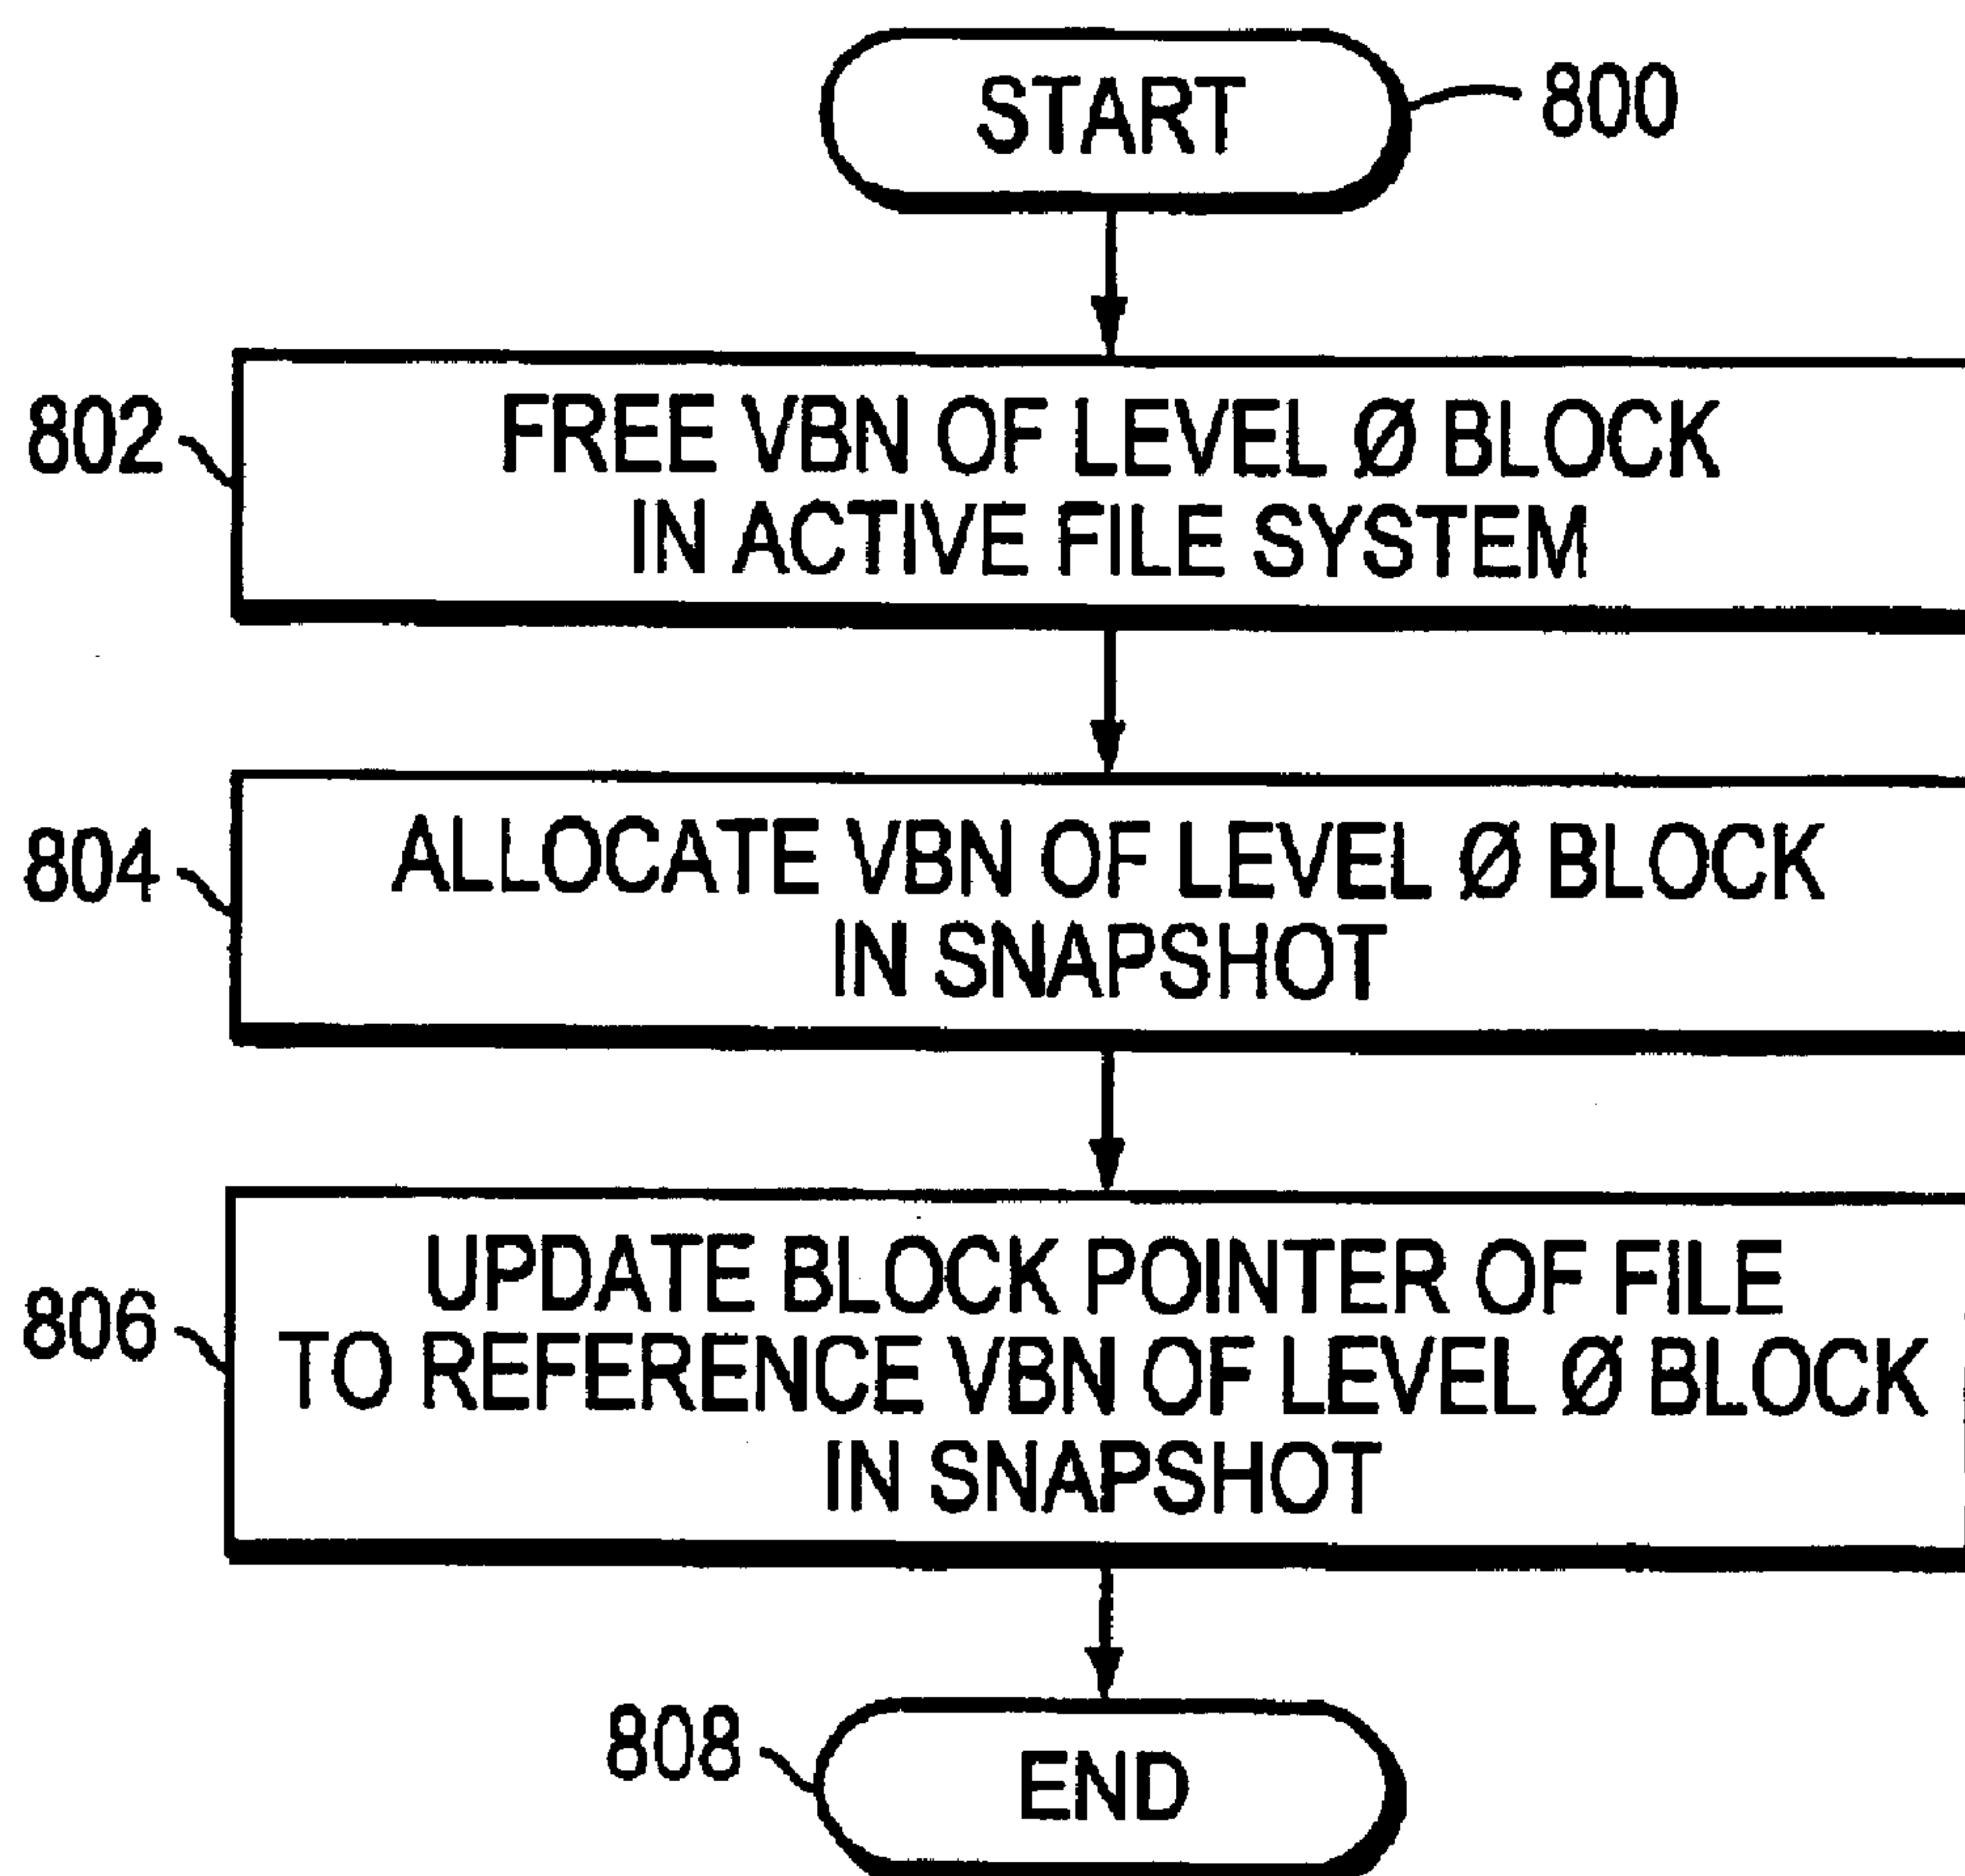 START
800
802
FREE VBN OF LEVEL Ø BLOCK
IN ACTIVE FILE SYSTEM
804
ALLOCATE VBN OF LEVEL Ø BLOCK
IN SNAPSHOT
806
UPDATE BLOCK POINTER OF FILE
TO REFERENCE VBN OF LEVEL Ø BLOCK
IN SNAPSHOT
808
END